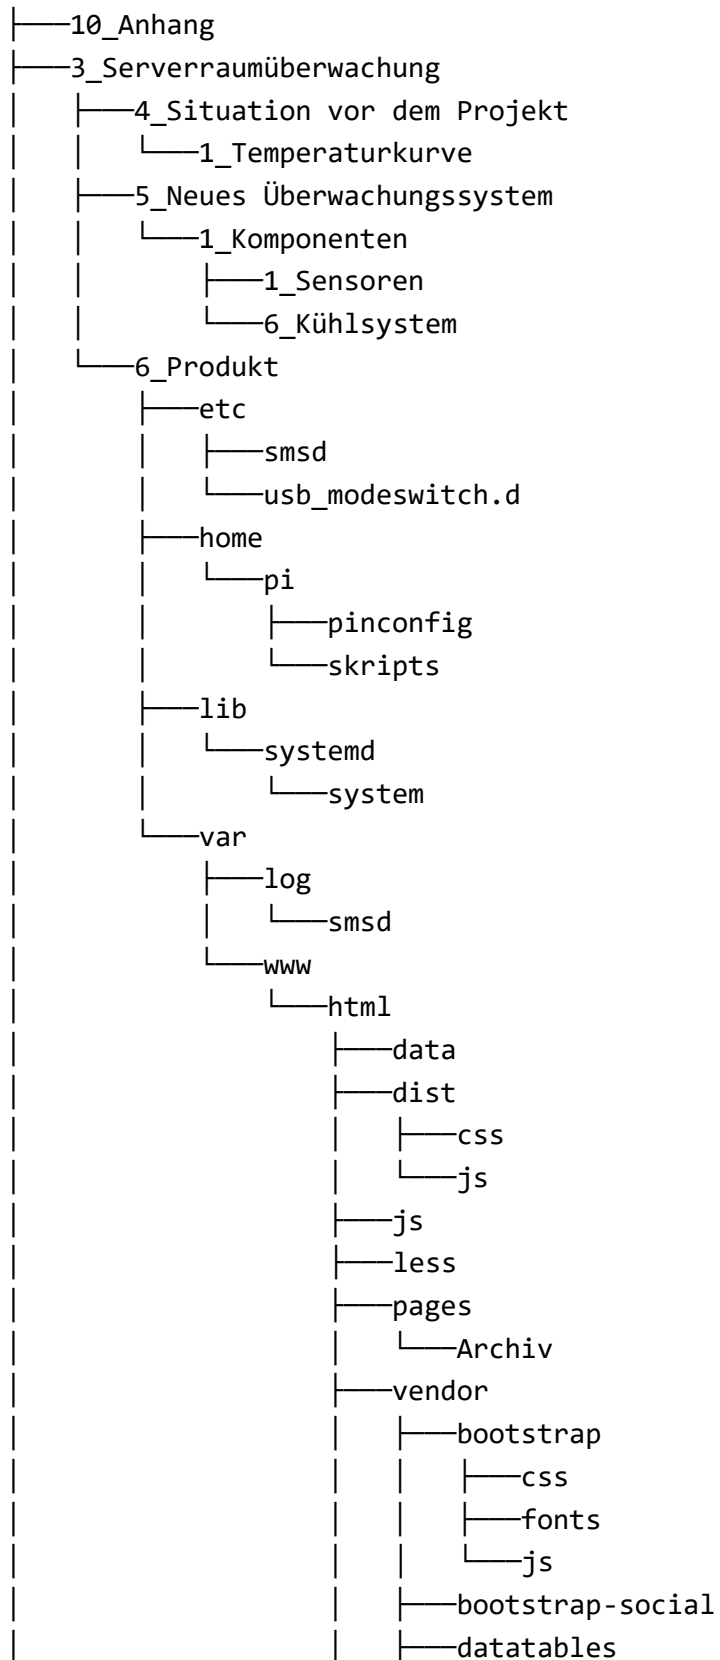 ├───10_Anhang
├───3_Serverraumüberwachung
│   ├───4_Situation vor dem Projekt
│   │   └───1_Temperaturkurve
│   ├───5_Neues Überwachungssystem
│   │   └───1_Komponenten
│   │       ├───1_Sensoren
│   │       └───6_Kühlsystem
│   └───6_Produkt
│       ├───etc
│       │   ├───smsd
│       │   └───usb_modeswitch.d
│       ├───home
│       │   └───pi
│       │       ├───pinconfig
│       │       └───skripts
│       ├───lib
│       │   └───systemd
│       │       └───system
│       └───var
│           ├───log
│           │   └───smsd
│           └───www
│               └───html
│                   ├───data
│                   ├───dist
│                   │   ├───css
│                   │   └───js
│                   ├───js
│                   ├───less
│                   ├───pages
│                   │   └───Archiv
│                   ├───vendor
│                   │   ├───bootstrap
│                   │   │   ├───css
│                   │   │   ├───fonts
│                   │   │   └───js
│                   │   ├───bootstrap-social
│                   │   ├───datatables